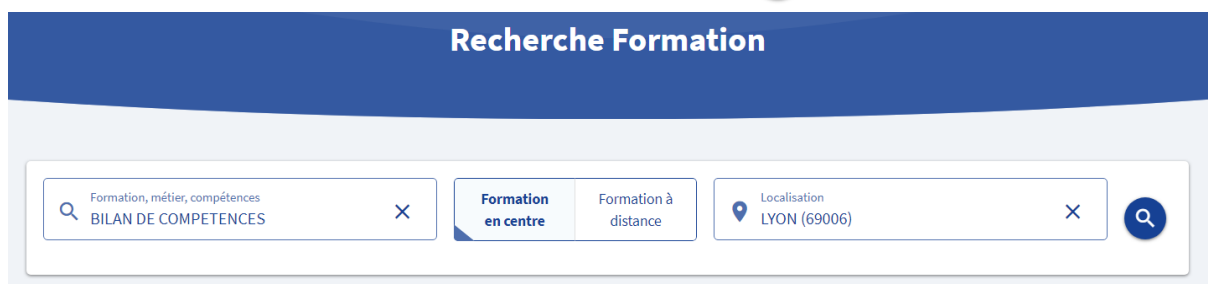 Recherche Formation
Formation, métier, compétences
BILAN DE COMPETENCES
Formation
en centre
Formation à
distance
Localisation
LYON (69006)